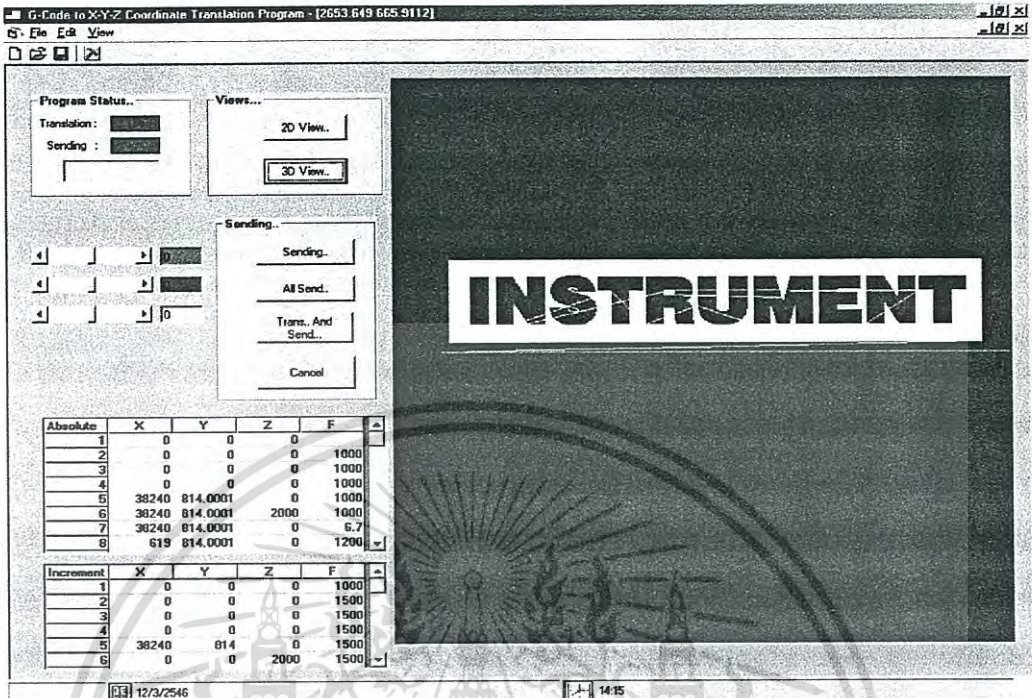 G-Code to X-Y-Z Coordinate Translation Program - [2653.649 665.9112]
File Edit View
Program Status..
Translation :
Sending :
Views...
2D View..
3D View..
Sending..
Sending..
All Send..
Trans.. And
Send...
Cancel
0
0
INSTRUMENT
Absolute X Y Z F
1 0 0 0
2 0 0 0 1000
3 0 0 0 1000
4 0 0 0 1000
5 38240 814.0001 0 1000
6 38240 814.0001 2000 1000
7 38240 814.0001 0 6.7
8 619 814.0001 0 1200
Increment X Y Z F
1 0 0 0 1000
2 0 0 0 1500
3 0 0 0 1500
4 0 0 0 1500
5 38240 814 0 1500
6 0 0 2000 1500
12/3/2546 14:15